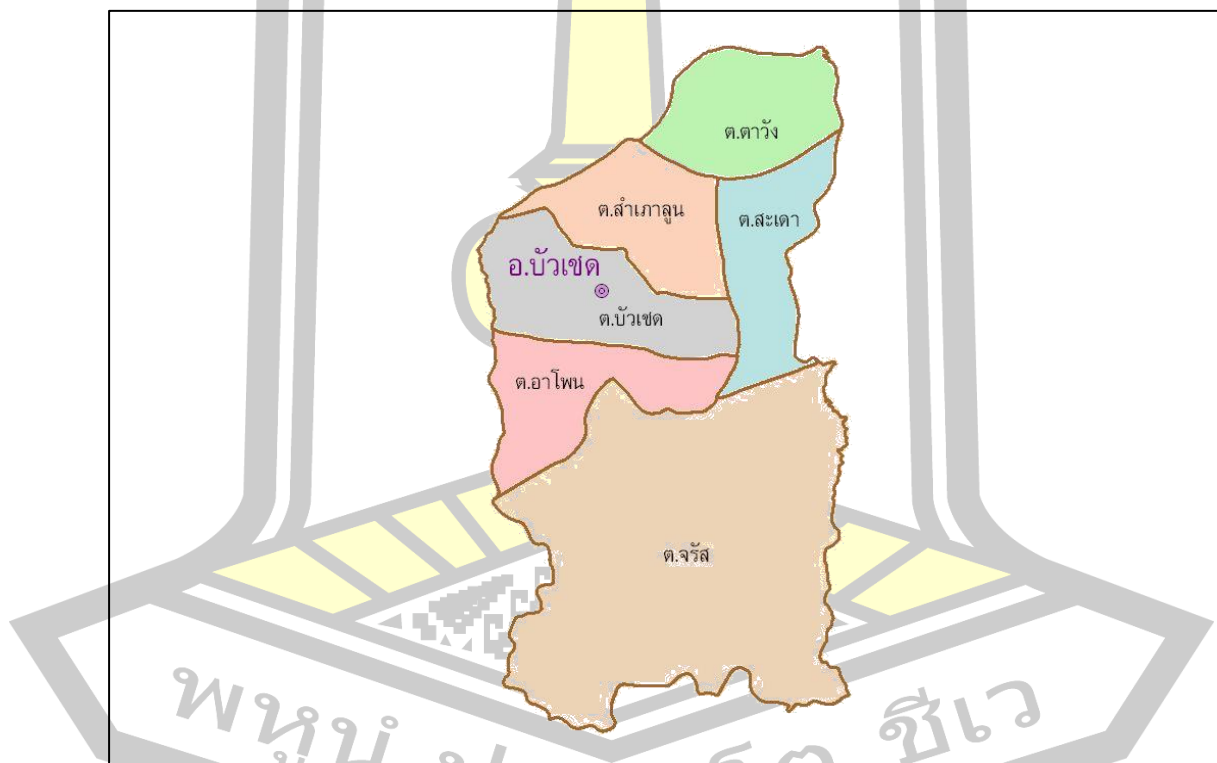 ต.ตาวัง
ต.สำเภาลูน
ต.สะเดา
อ.บัวเชด
ต.บัวเชด
ต.อาโพน
ต.จรัส
พหูนํ
ชีเว